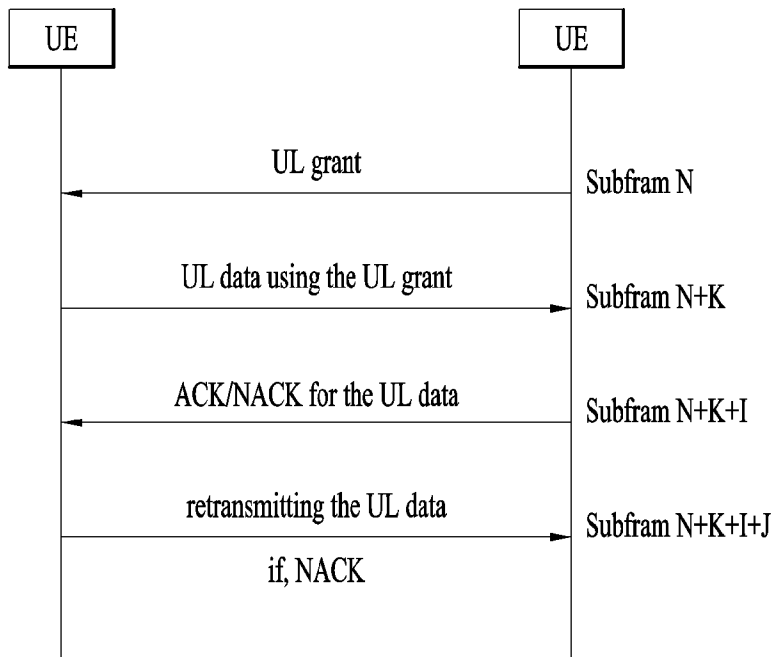 UE
UE
UL grant
Subfram N
UL data using the UL grant
Subfram N+K
ACK/NACK for the UL data
Subfram N+K+I
retransmitting the UL data
Subfram N+K+I+J
if, NACK